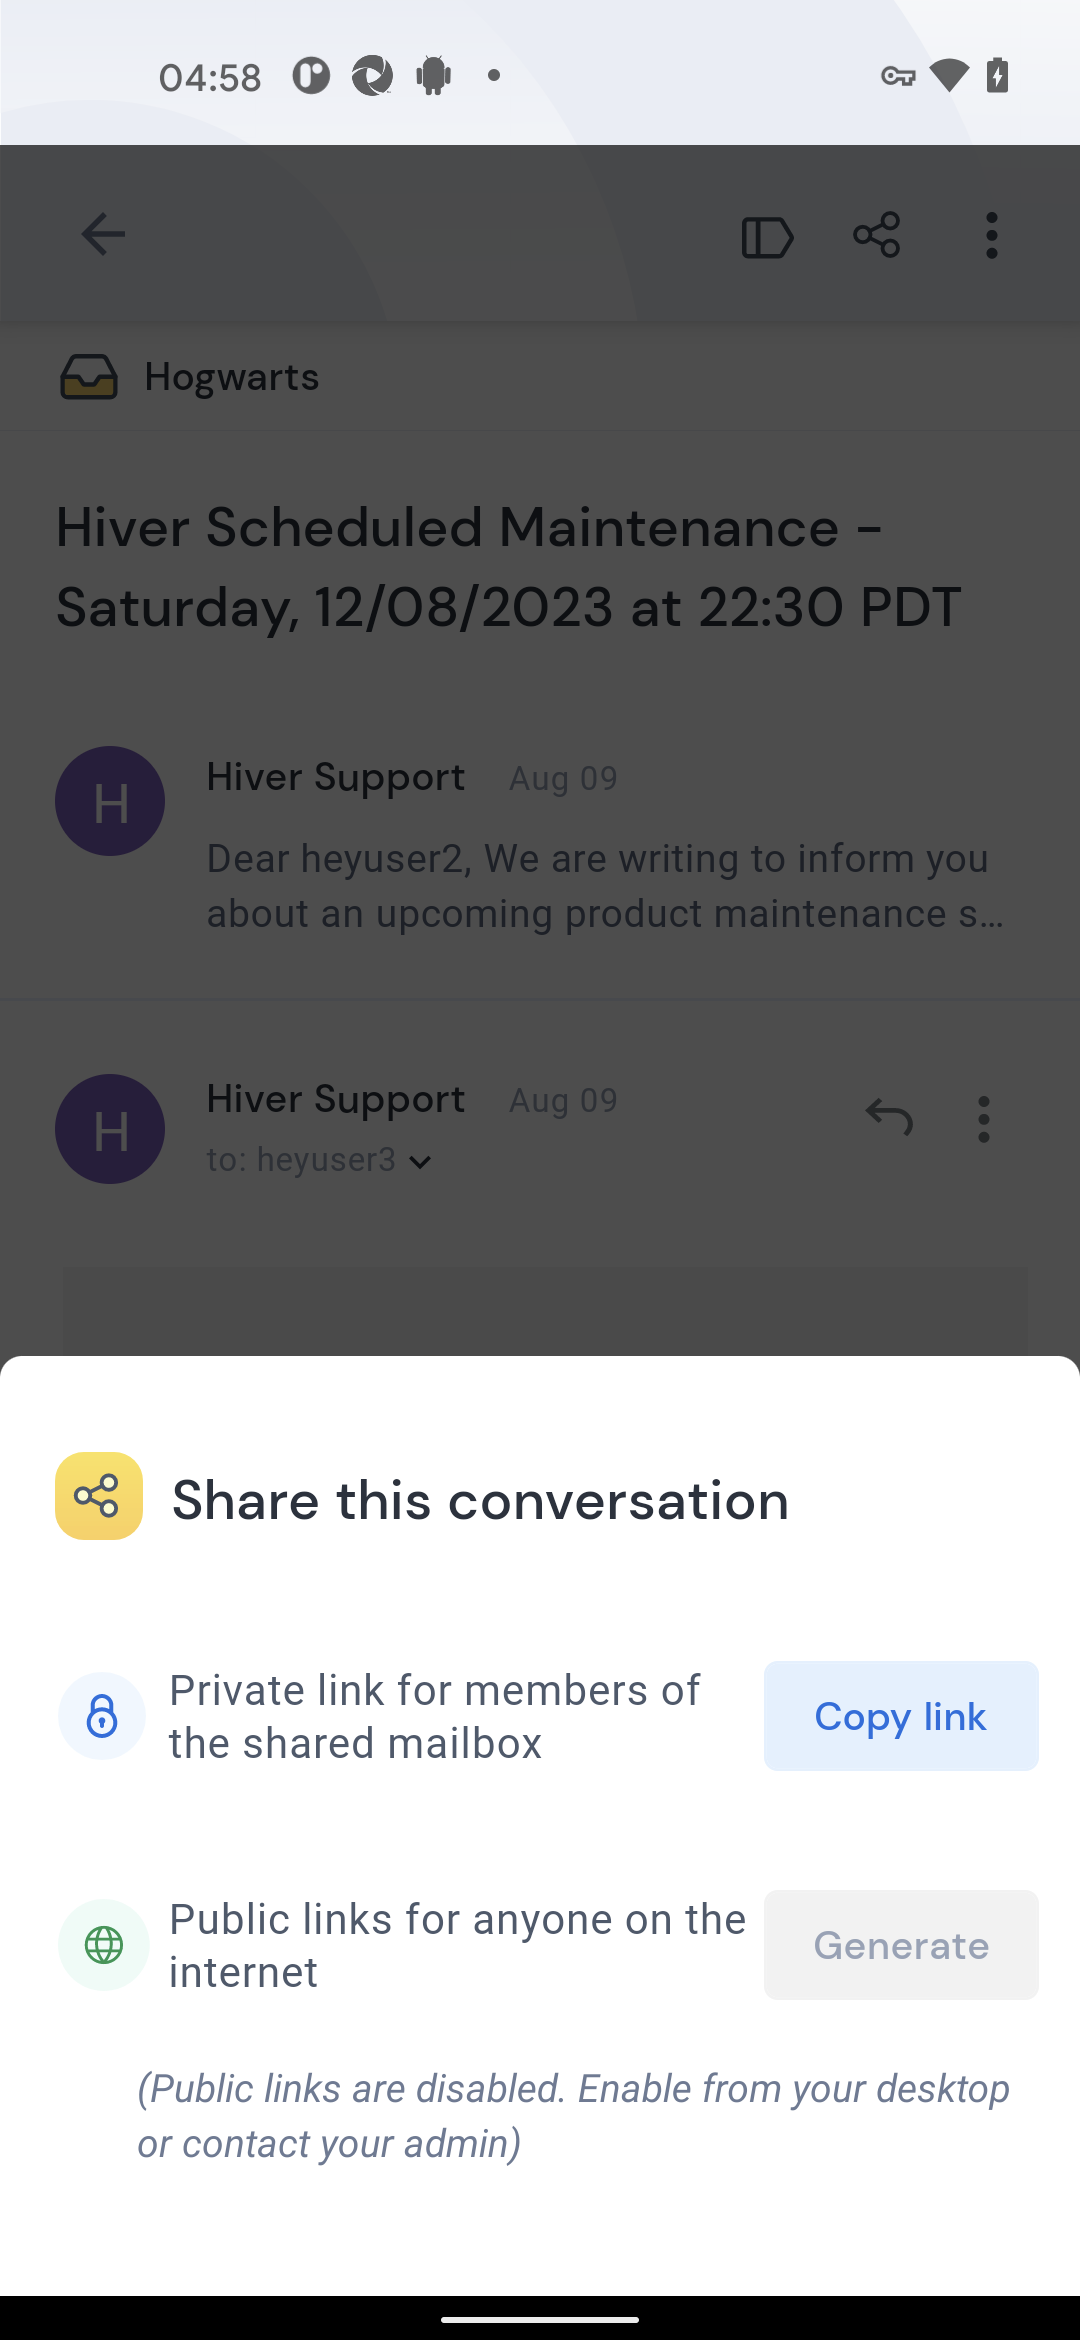 04:58
Hogwarts
Hiver Scheduled Maintenance -
Saturday, 12/08/2023 at 22:30 PDT
H
Hiver Support Aug 09
Dear heyuser2, We are writing to inform you
about an upcoming product maintenance s…
H
Hiver Support Aug 09
to: heyuser3
Share this conversation
Private link for members of
the shared mailbox
Copy link
Public links for anyone on the
internet
Generate
(Public links are disabled. Enable from your desktop
or contact your admin)